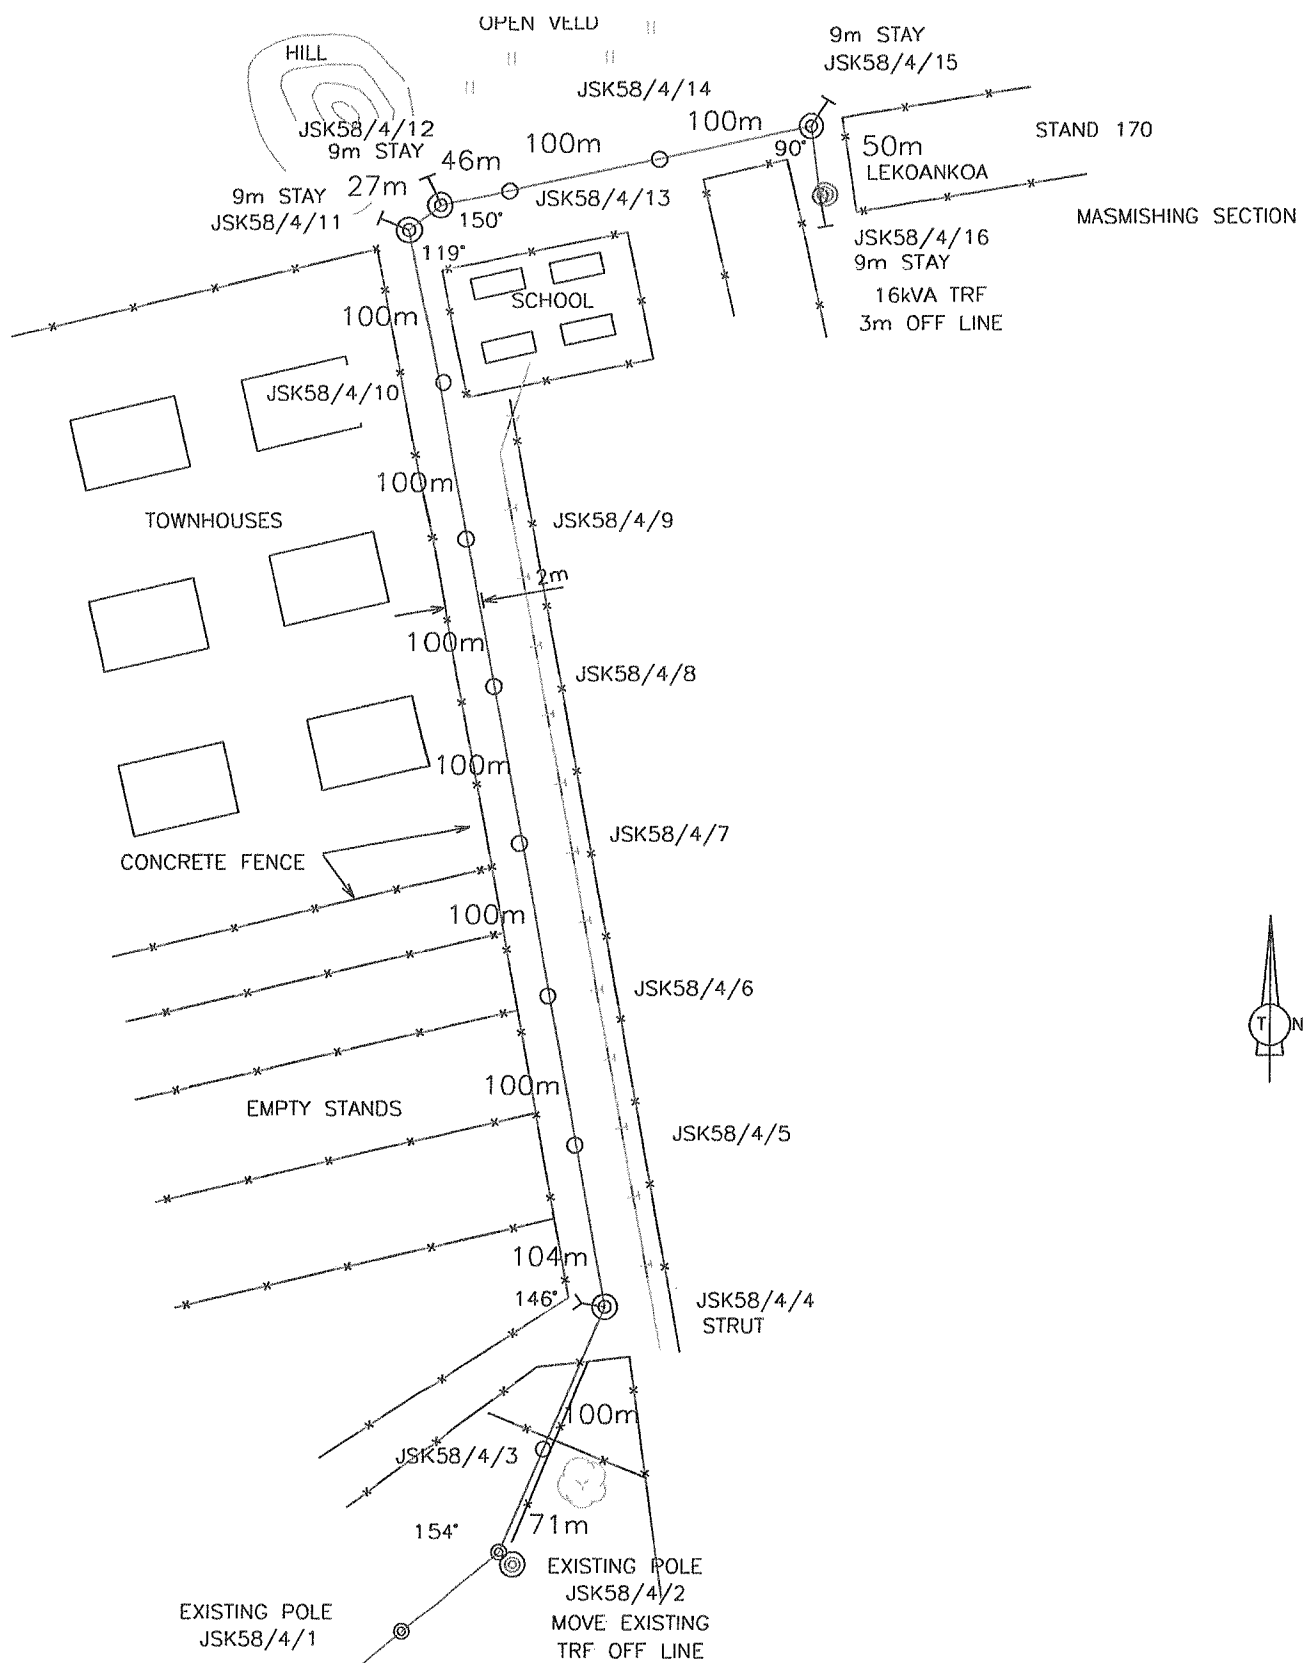 OPEN VELD
9m STAY
JSK58/4/15
HILL
JSK58/4/14
JSK58/4/12
9m STAY
46m
100m
100m
90°
50m
STAND 170
LEKOANKOA
9m STAY
27m
JSK58/4/11
150°
JSK58/4/13
MASMISHING SECTION
119°
JSK58/4/16
9m STAY
16kVA TRF
3m OFF LINE
SCHOOL
100m
JSK58/4/10
100m
TOWNHOUSES
JSK58/4/9
2m
100m
JSK58/4/8
100m
JSK58/4/7
CONCRETE FENCE
100m
JSK58/4/6
T N
100m
EMPTY STANDS
JSK58/4/5
104m
146°
JSK58/4/4
STRUT
100m
JSK58/4/3
154°
71m
EXISTING POLE
JSK58/4/2
MOVE EXISTING
TRF OFF LINE
EXISTING POLE
JSK58/4/1